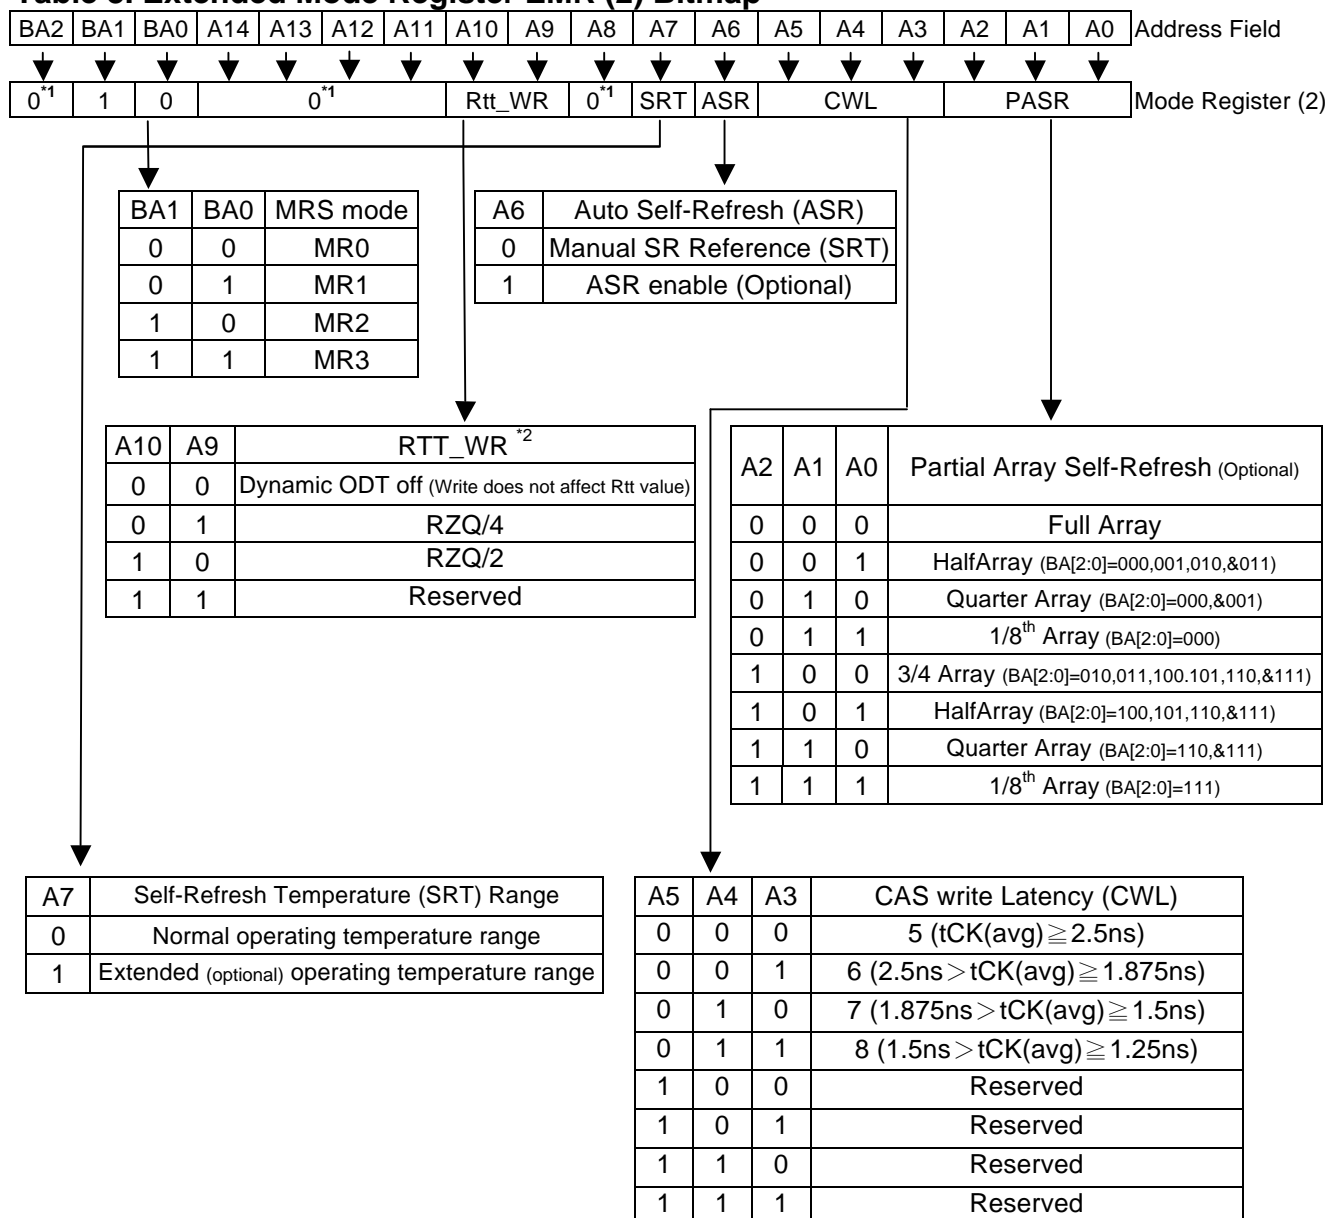 Table 8. Extended Mode Register EMR (2) Bitmap
BA2 BA1 BA0 A14 A13 A12 A11 A10 A9 A8 A7 A6 A5 A4 A3 A2 A1 A0 Address Field
0*1 1 0 0*1 Rtt_WR 0*1 SRT ASR CWL PASR Mode Register (2)
BA1 BA0 MRS mode
0 0 MR0
0 1 MR1
1 0 MR2
1 1 MR3
A6 Auto Self-Refresh (ASR)
0 Manual SR Reference (SRT)
1 ASR enable (Optional)
A10 A9 RTT_WR *2
0 0 Dynamic ODT off (Write does not affect Rtt value)
0 1 RZQ/4
1 0 RZQ/2
1 1 Reserved
A2 A1 A0 Partial Array Self-Refresh (Optional)
0 0 0 Full Array
0 0 1 HalfArray (BA[2:0]=000,001,010,&011)
0 1 0 Quarter Array (BA[2:0]=000,&001)
0 1 1 1/8th Array (BA[2:0]=000)
1 0 0 3/4 Array (BA[2:0]=010,011,100.101,110,&111)
1 0 1 HalfArray (BA[2:0]=100,101,110,&111)
1 1 0 Quarter Array (BA[2:0]=110,&111)
1 1 1 1/8th Array (BA[2:0]=111)
A7 Self-Refresh Temperature (SRT) Range
0 Normal operating temperature range
1 Extended (optional) operating temperature range
A5 A4 A3 CAS write Latency (CWL)
0 0 0 5 (tCK(avg)≧2.5ns)
0 0 1 6 (2.5ns>tCK(avg)≧1.875ns)
0 1 0 7 (1.875ns>tCK(avg)≧1.5ns)
0 1 1 8 (1.5ns>tCK(avg)≧1.25ns)
1 0 0 Reserved
1 0 1 Reserved
1 1 0 Reserved
1 1 1 Reserved